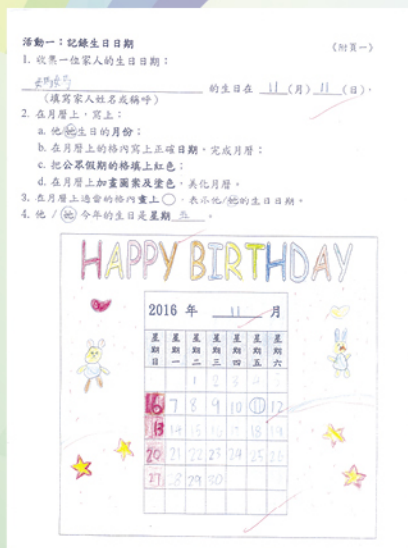 活動一：記錄生日日期
《附頁一》
1. 收集一位家人的生日日期：
媽媽 的生日在 11 (月) 11 (日)。
(填寫家人姓名或稱呼)
2. 在月曆上，寫上：
a. 他/她生日的月份；
b. 在月曆上的格內寫上正確日期，完成月曆；
c. 把公眾假期的格填上紅色；
d. 在月曆上加畫圖案及塗色，美化月曆。
3. 在月曆上適當的格內畫上○，表示他/她的生日日期。
4. 他 / 她 今年的生日是星期 五 。
HAPPY BIRTHDAY
2016 年 11 月
星期日 星期一 星期二 星期三 星期四 星期五 星期六
1 2 3 4 5
6 7 8 9 10 11 12
13 14 15 16 17 18 19
20 21 22 23 24 25 26
27 28 29 30